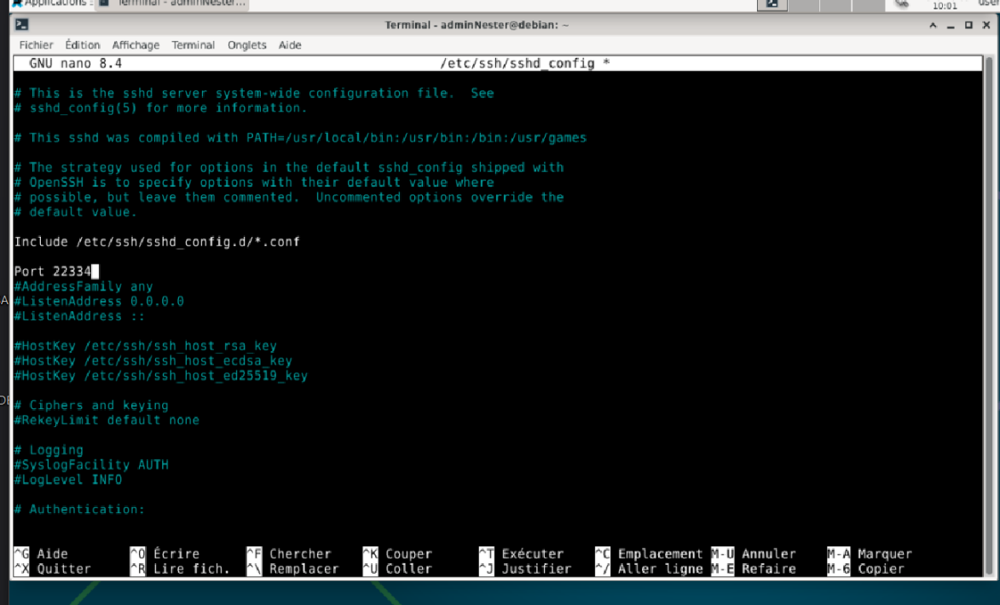 Applications
Terminal - adminNester@...
10:01
user
Terminal - adminNester@debian: ~
Fichier Édition Affichage Terminal Onglets Aide
GNU nano 8.4 /etc/ssh/sshd_config *
# This is the sshd server system-wide configuration file.  See
# sshd_config(5) for more information.
# This sshd was compiled with PATH=/usr/local/bin:/usr/bin:/bin:/usr/games
# The strategy used for options in the default sshd_config shipped with
# OpenSSH is to specify options with their default value where
# possible, but leave them commented.  Uncommented options override the
# default value.
Include /etc/ssh/sshd_config.d/*.conf
Port 22334
#AddressFamily any
#ListenAddress 0.0.0.0
#ListenAddress ::
#HostKey /etc/ssh/ssh_host_rsa_key
#HostKey /etc/ssh/ssh_host_ecdsa_key
#HostKey /etc/ssh/ssh_host_ed25519_key
# Ciphers and keying
#RekeyLimit default none
# Logging
#SyslogFacility AUTH
#LogLevel INFO
# Authentication:
^G Aide ^O Écrire ^F Chercher ^K Couper ^T Exécuter ^C Emplacement M-U Annuler M-A Marquer
^X Quitter ^R Lire fich. ^\ Remplacer ^U Coller ^J Justifier ^/ Aller ligne M-E Refaire M-6 Copier